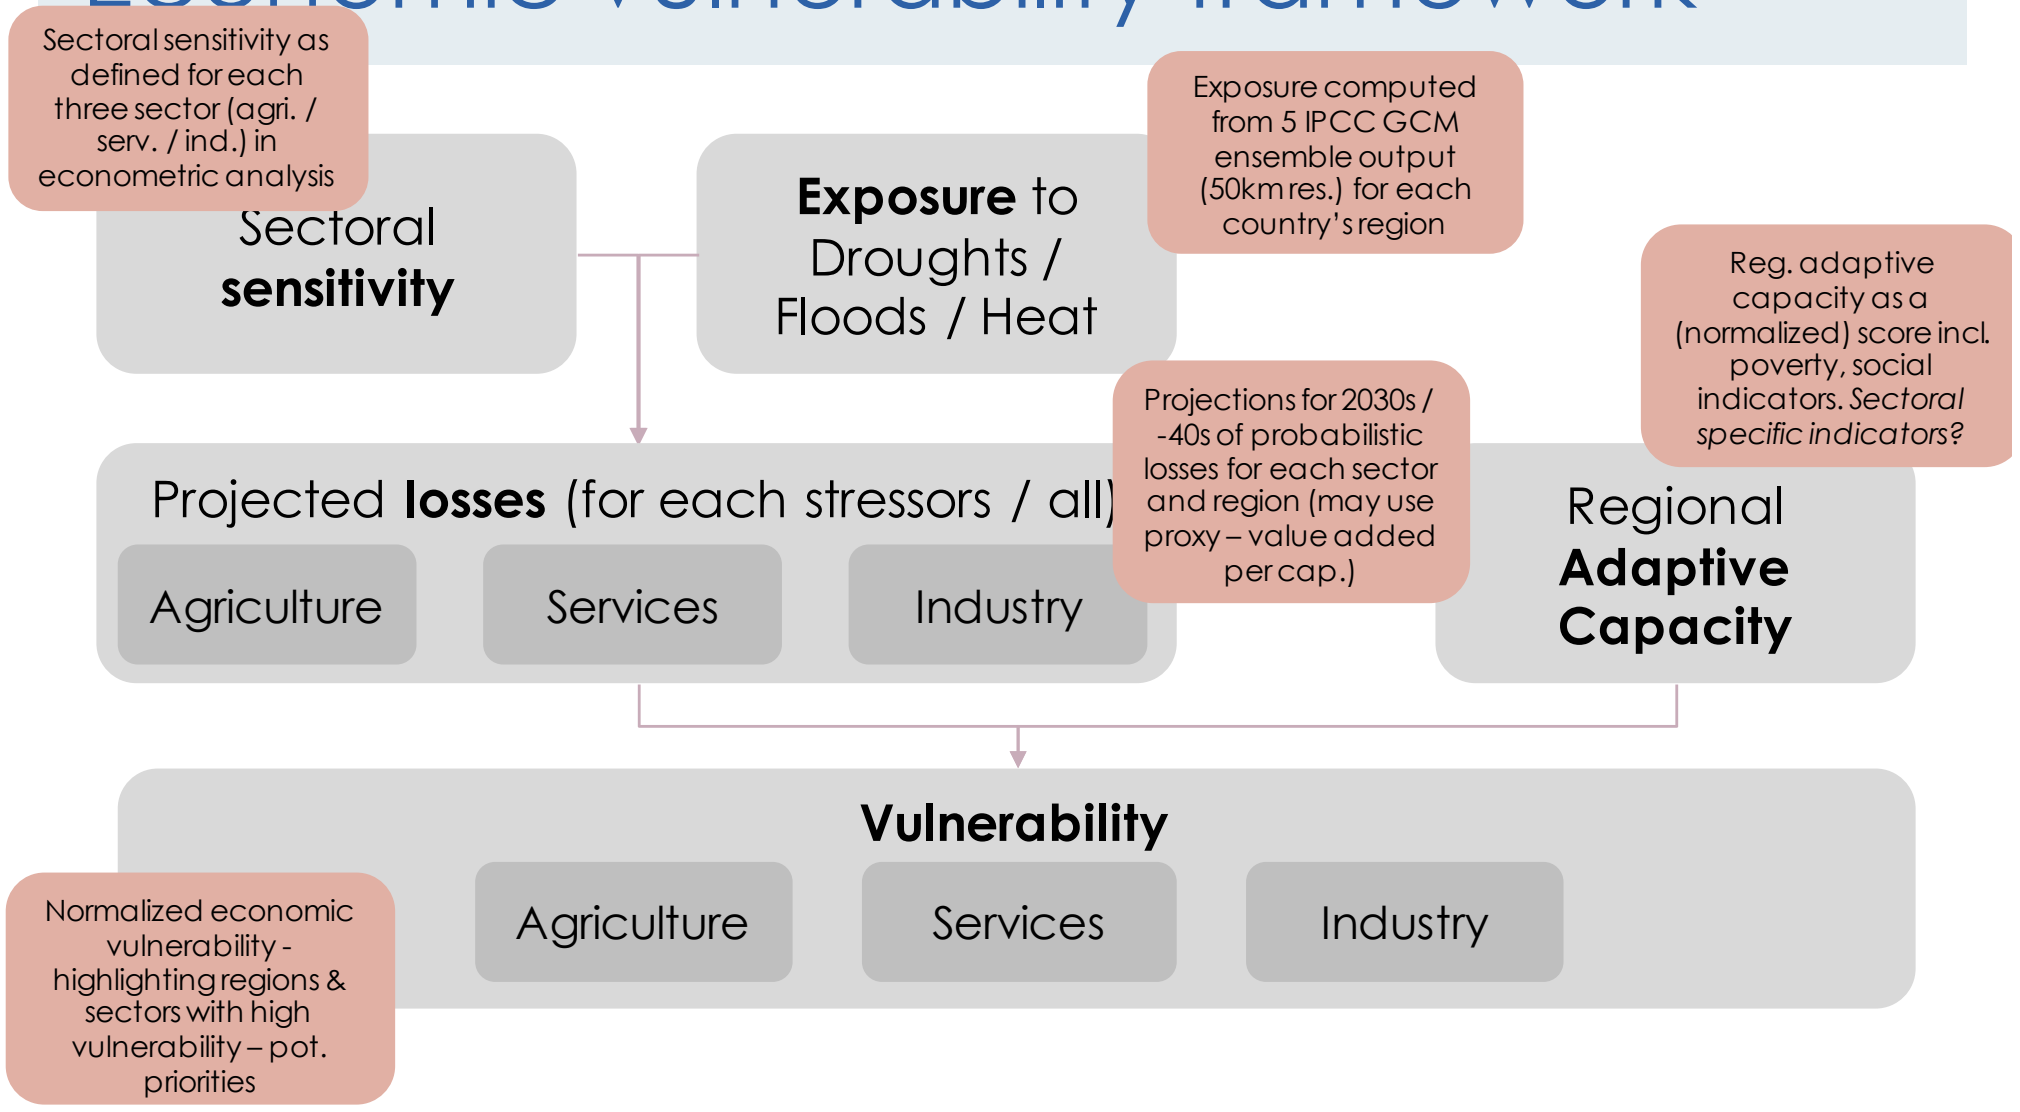 Economic vulnerability framework
Sectoral sensitivity as
defined for each
three sector (agri. /
serv. / ind.) in
econometric analysis
Sectoral
sensitivity
Exposure to
Droughts /
Floods / Heat
Exposure computed
from 5 IPCC GCM
ensemble output
(50km res.) for each
country’s region
Reg. adaptive
capacity as a
(normalized) score incl.
poverty, social
indicators. Sectoral
specific indicators?
Projected losses (for each stressors / all)
Agriculture
Services
Industry
Projections for 2030s /
-40s of probabilistic
losses for each sector
and region (may use
proxy – value added
per cap.)
Regional
Adaptive
Capacity
Vulnerability
Agriculture
Services
Industry
Normalized economic
vulnerability -
highlighting regions &
sectors with high
vulnerability – pot.
priorities